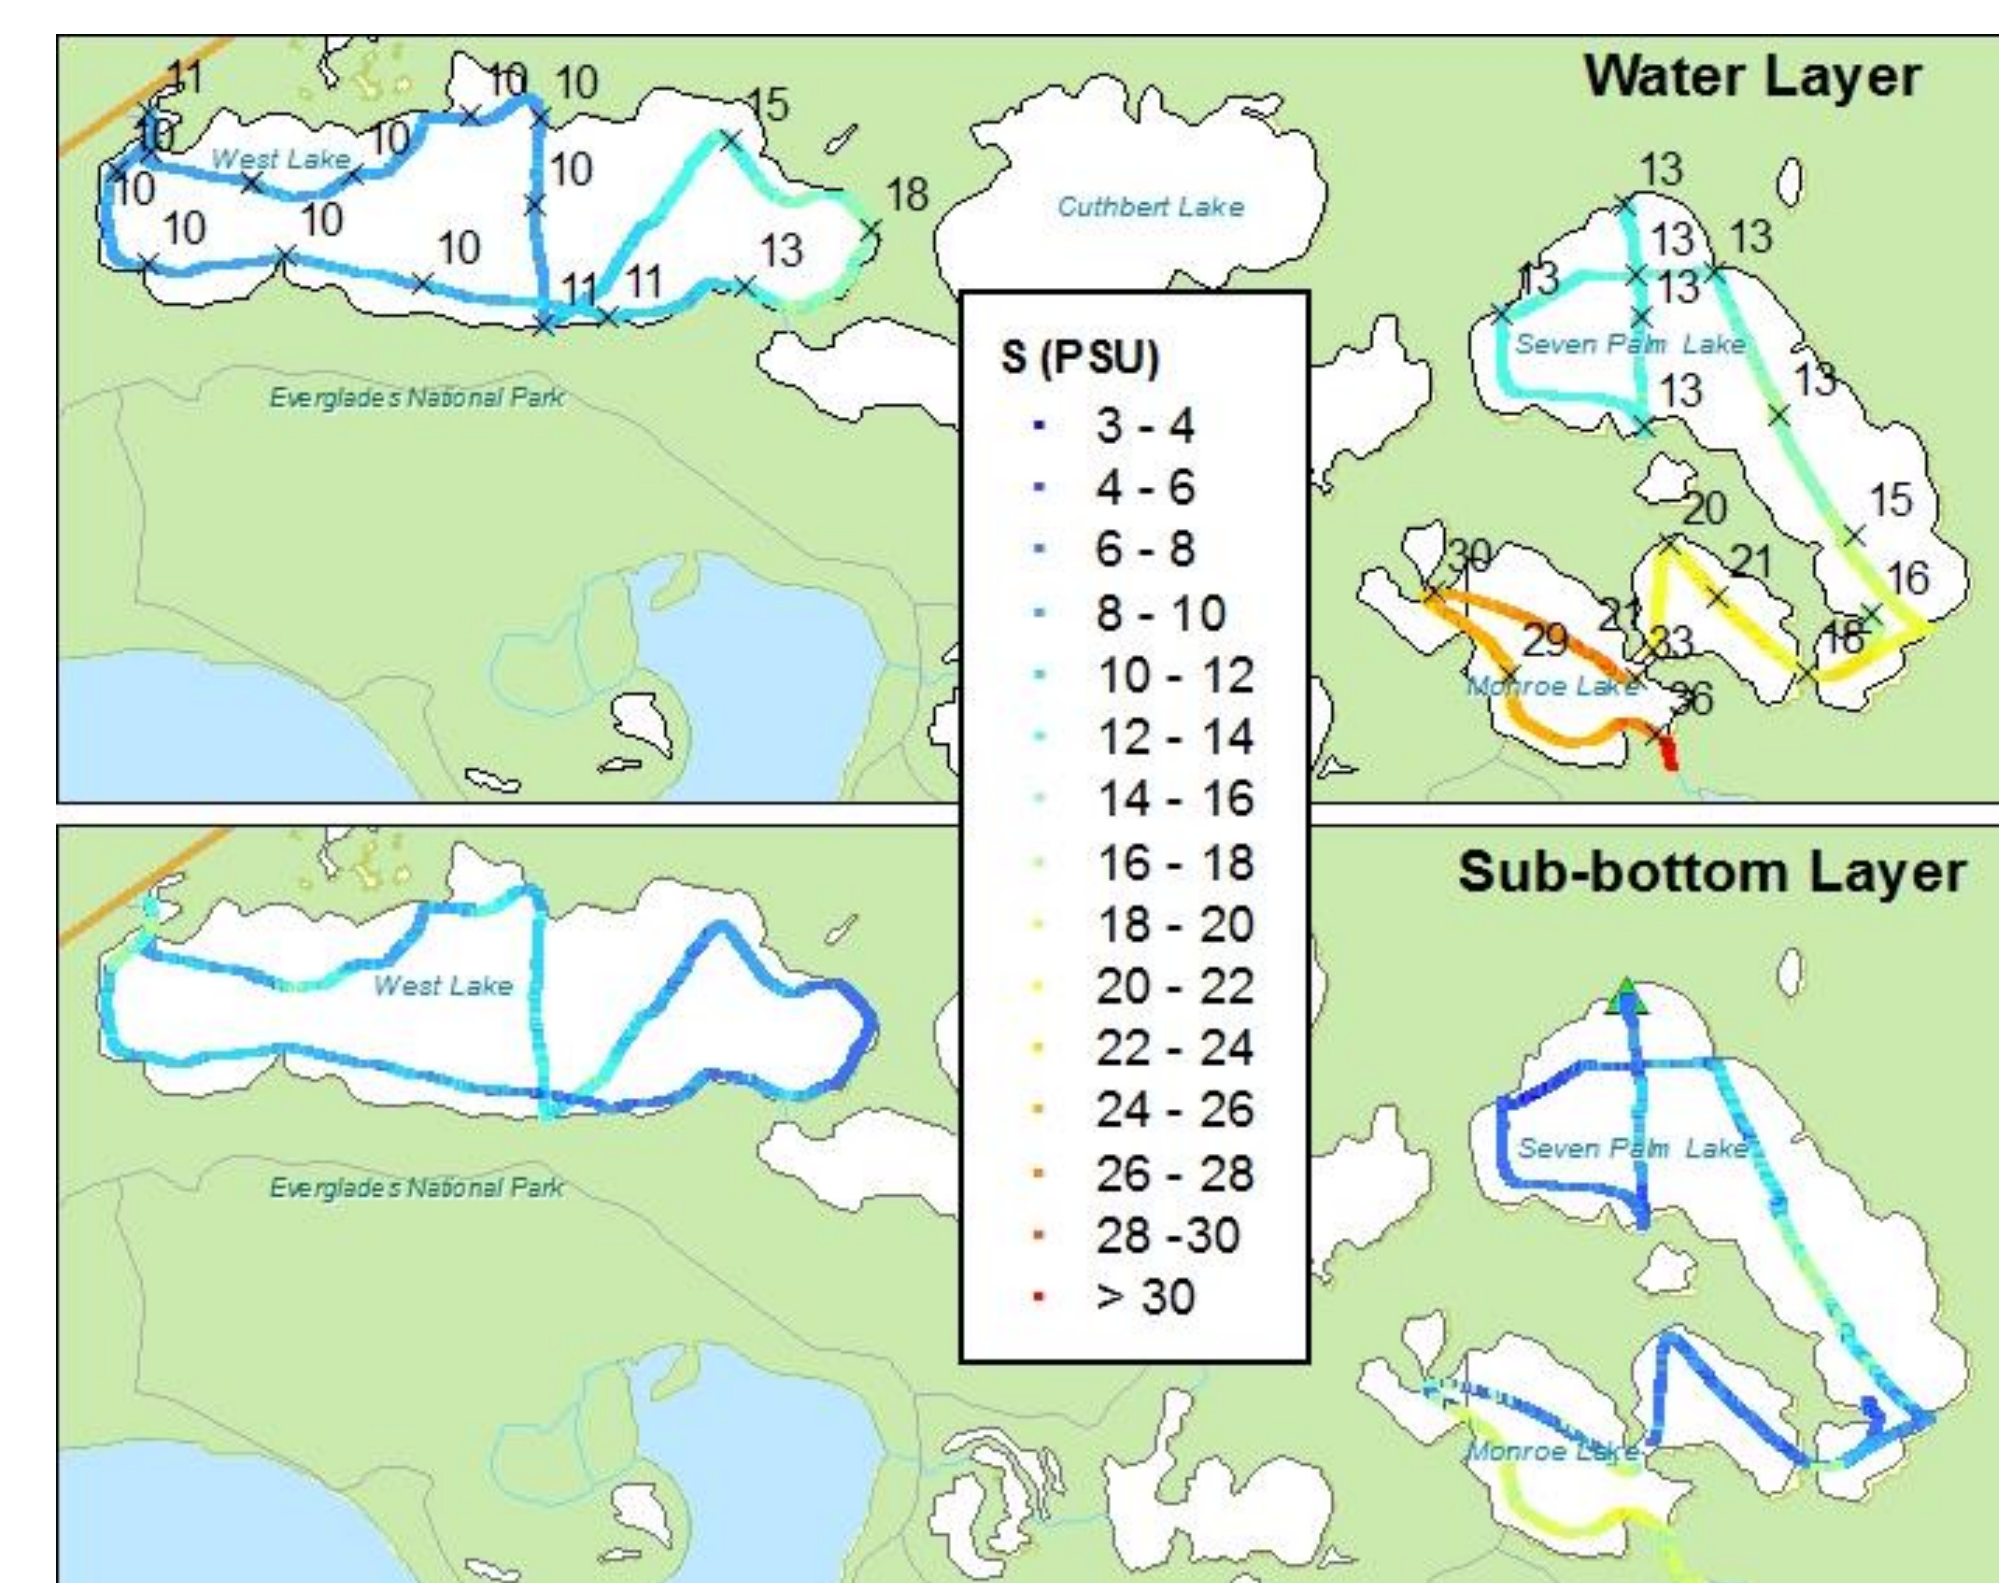 Water Layer
11
10
10
10
10
15
10
West Lake
10
10
18
Cuthbert Lake
10
10
10
13
11
11
13
13
13
13
13
Seven Palm Lake
13
13
15
16
18
20
21
21
30
29
33
Monroe Lake
36
Everglades National Park
S (PSU)
3 - 4
4 - 6
6 - 8
8 - 10
10 - 12
12 - 14
14 - 16
16 - 18
18 - 20
20 - 22
22 - 24
24 - 26
26 - 28
28 -30
> 30
Sub-bottom Layer
West Lake
Everglades National Park
Seven Palm Lake
Monroe Lake